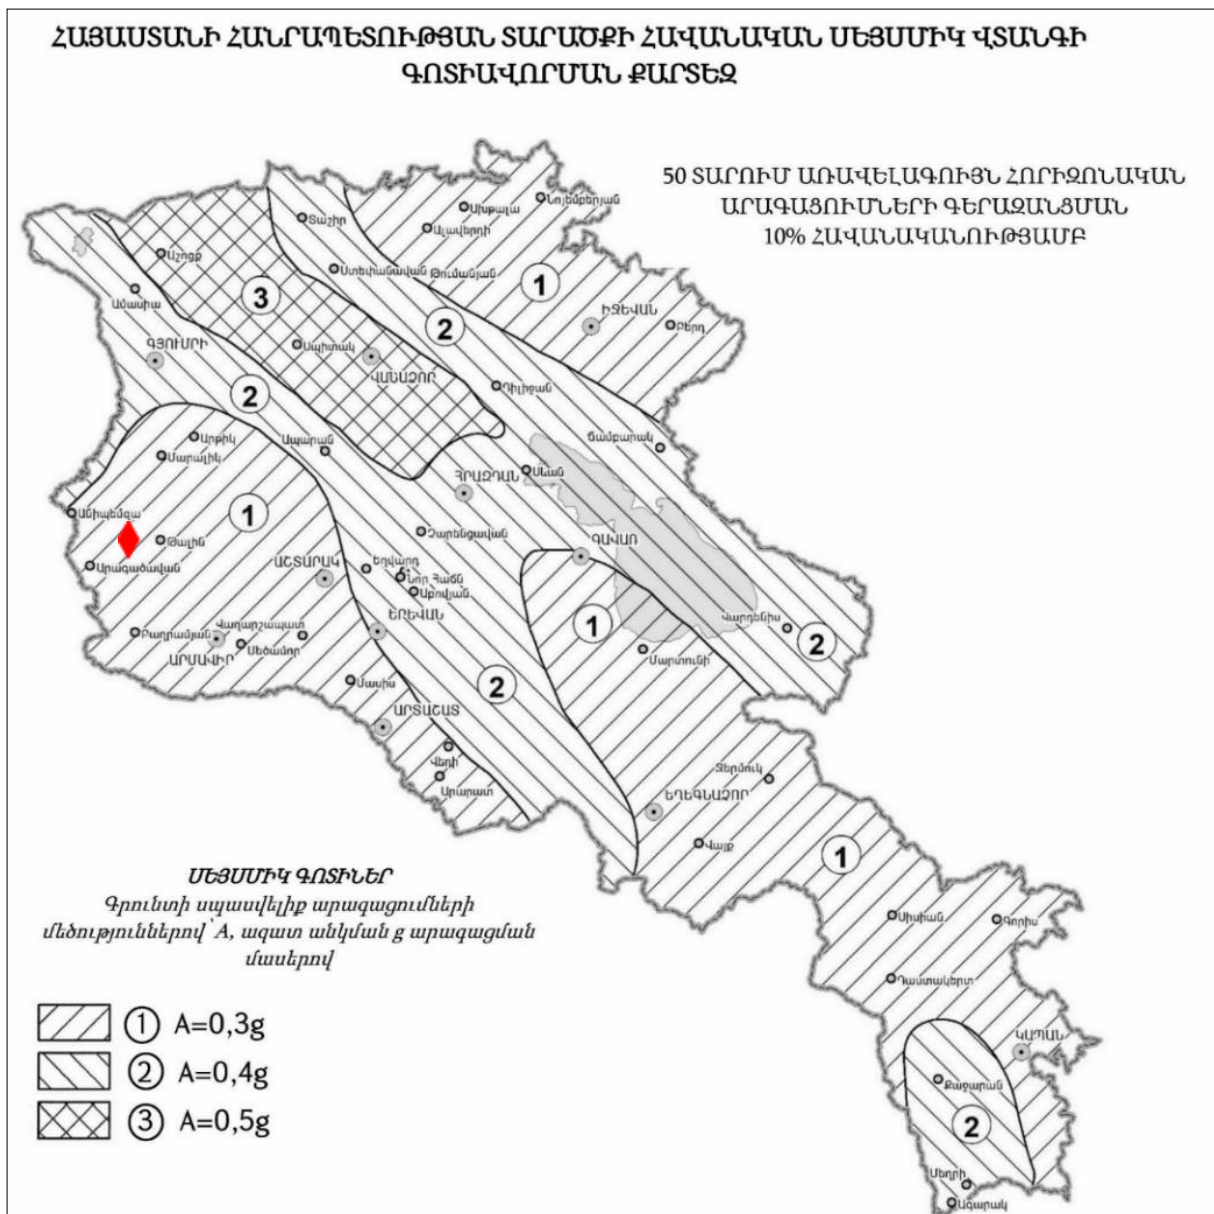 ՀԱՅԱՍՏԱՆԻ ՀԱՆՐԱՊԵՏՈՒԹՅԱՆ ՏԱՐԱԾՔԻ ՀԱՎԱՆԱԿԱՆ ՍԵՅՍՄԻԿ ՎՏԱՆԳԻ
ԳՈՏԻԱՎՈՐՄԱՆ ՔԱՐՏԵԶ
50 ՏԱՐՈՒՄ ԱՌԱՎԵԼԱԳՈՒՅՆ ՀՈՐԻԶՈՆԱԿԱՆ
ԱՐԱԳԱՑՈՒՄՆԵՐԻ ԳԵՐԱԶԱՆՑՄԱՆ
10% ՀԱՎԱՆԱԿԱՆՈՒԹՅԱՄԲ
Նոյեմբերյան
Ախթալա
Տաշիր
Ալավերդի
Աշոցք
Ստեփանավան
Թումանյան
1
Ամասիա
3
ԻՋԵՎԱՆ
Բերդ
2
ԳՅՈՒՄՐԻ
Սպիտակ
ՎԱՆԱՁՈՐ
Դիլիջան
2
Արթիկ
Ապարան
Ճամբարակ
Մարալիկ
Սևան
ՀՐԱԶԴԱՆ
Անիպեմզա
1
Չարենցավան
Թալին
ԳԱՎԱՌ
Արագածավան
ԱՇՏԱՐԱԿ
Եղվարդ
Նոր Հաճն
Աբովյան
Վաղարշապատ
ԵՐԵՎԱՆ
1
Վարդենիս
2
Բաղրամյան
ԱՐՄԱՎԻՐ
Մեծամոր
Մարտունի
Մասիս
2
ԱՐՏԱՇԱՏ
Վեդի
Արարատ
Ջերմուկ
ԵՂԵԳՆԱՁՈՐ
Վայք
1
ՍԵՅՍՄԻԿ ԳՈՏԻՆԵՐ
Գրունտի սպասվելիք արագացումների
մեծություններով՝ A, ազատ անկման g արագացման
մասերով
Սիսիան
Գորիս
Դաստակերտ
1 A=0,3g
ԿԱՊԱՆ
2 A=0,4g
Քաջարան
3 A=0,5g
2
Մեղրի
Ագարակ